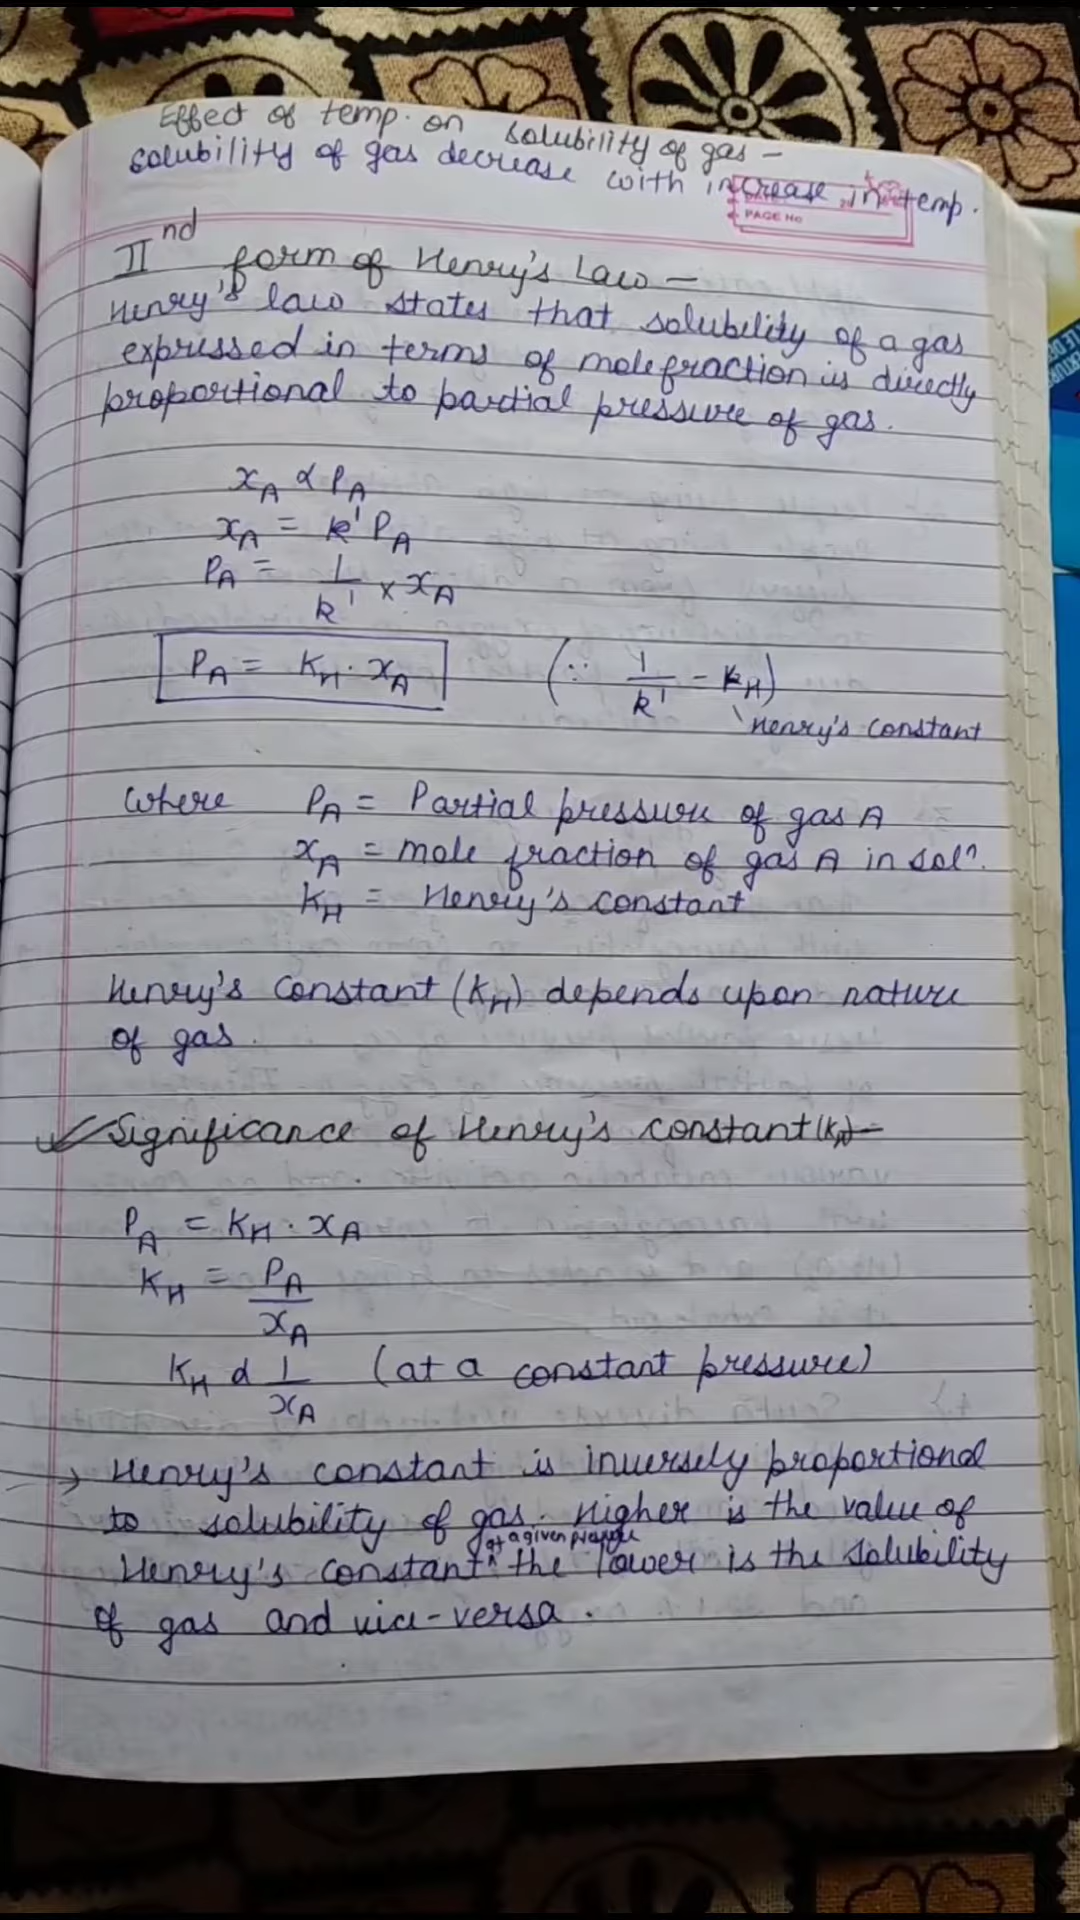 Effect of temp. on solubility of gas -
solubility of gas decrease with increase in temp.
PAGE No
IInd form of Henry's Law -
Henry's law states that solubility of a gas
expressed in terms of mole fraction is directly
proportional to partial pressure of gas.
xA α PA
xA = k' PA
PA = 1/k' × xA
PA = KH · xA (∵ 1/k' = KH)
Henry's constant
where PA = Partial pressure of gas A
xA = mole fraction of gas A in solⁿ.
KH = Henry's constant
Henry's constant (KH) depends upon nature
of gas.
Significance of Henry's constant (KH) -
PA = KH · xA
KH = PA/xA
KH α 1/xA (at a constant pressure)
→ Henry's constant is inversely proportional
to solubility of gas. Higher is the value of
at a given pressure
Henry's constant ^ the lower is the solubility
of gas and vice-versa.